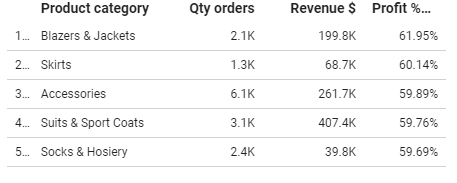 Product category Qty orders Revenue $ Profit %...
1... Blazers & Jackets 2.1K 199.8K 61.95%
2... Skirts 1.3K 68.7K 60.14%
3... Accessories 6.1K 261.7K 59.89%
4... Suits & Sport Coats 3.1K 407.4K 59.76%
5... Socks & Hosiery 2.4K 39.8K 59.69%